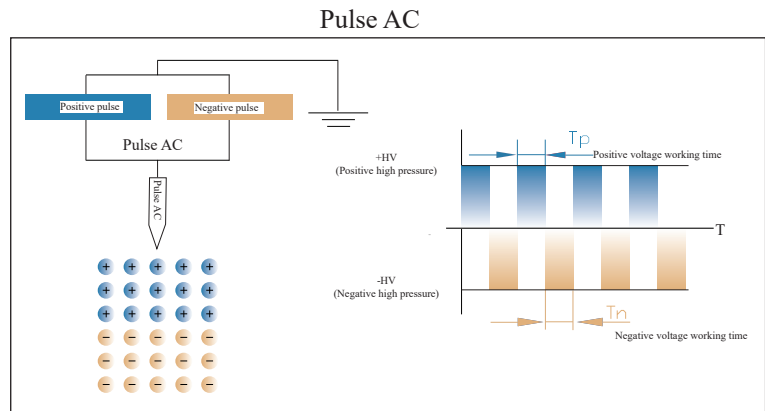 Pulse AC
Positive pulse
Negative pulse
Pulse AC
Pulse AC
+ + + + +
+ + + + +
+ + + + +
− − − − −
− − − − −
− − − − −
Tp
+HV
(Positive high pressure)
Positive voltage working time
T
-HV
(Negative high pressure)
Tn
Negative voltage working time